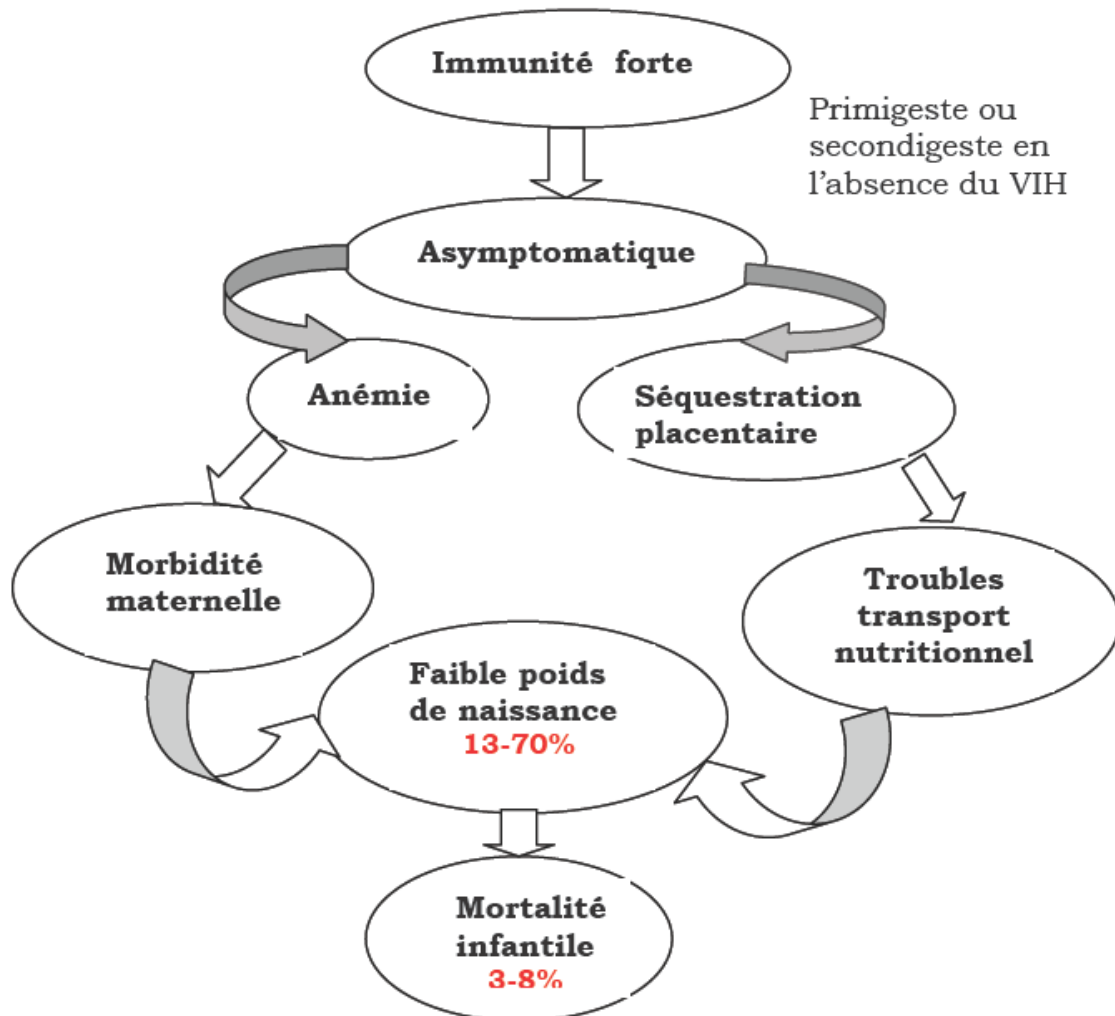 Immunité forte
Primigeste ou
secondigeste en
l'absence du VIH
Asymptomatique
Anémie
Séquestration
placentaire
Morbidité
maternelle
Troubles
transport
nutritionnel
Faible poids
de naissance
13-70%
Mortalité
infantile
3-8%